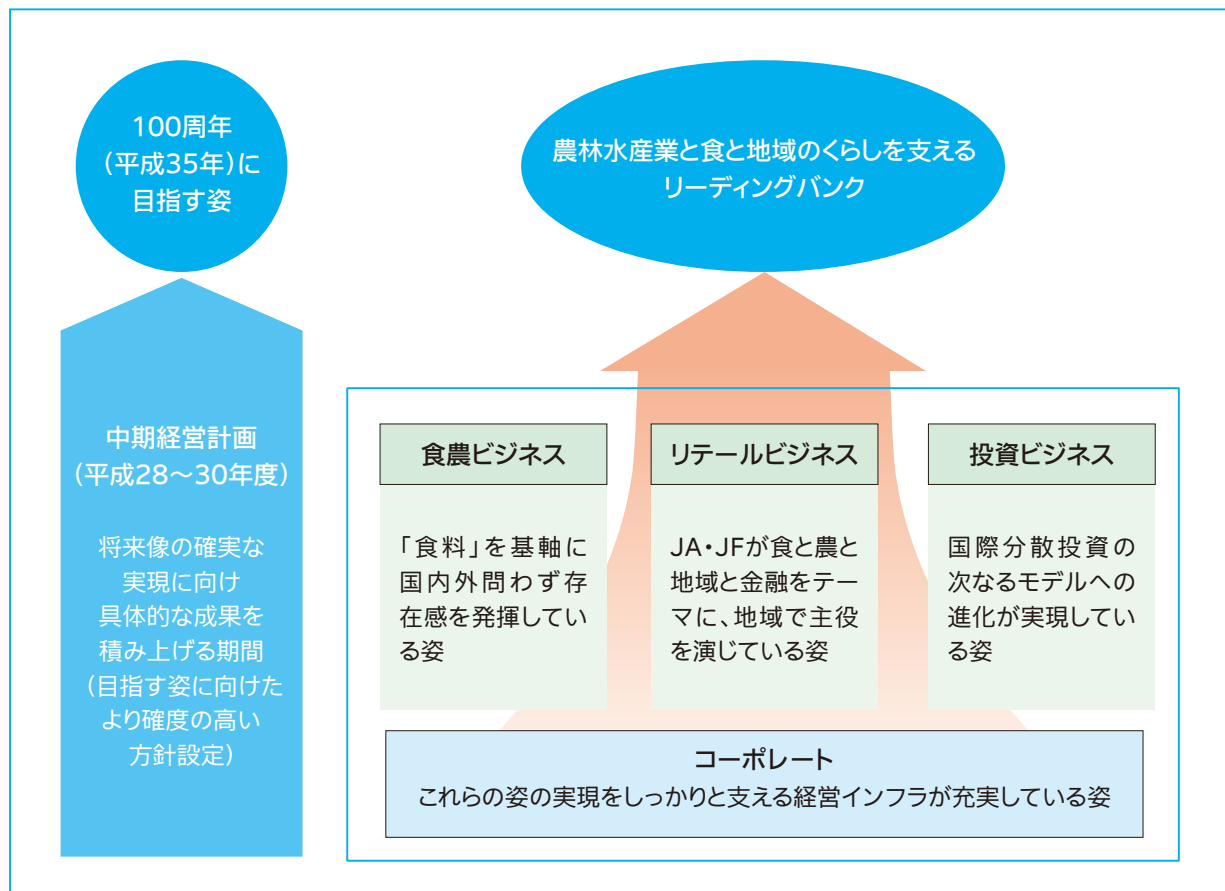 100周年
(平成35年)に
目指す姿
農林水産業と食と地域のくらしを支える
リーディングバンク
中期経営計画
(平成28〜30年度)
将来像の確実な
実現に向け
具体的な成果を
積み上げる期間
(目指す姿に向けた
より確度の高い
方針設定)
食農ビジネス
「食料」を基軸に
国内外問わず存
在感を発揮してい
る姿
リテールビジネス
JA・JFが食と農と
地域と金融をテー
マに、地域で主役
を演じている姿
投資ビジネス
国際分散投資の
次なるモデルへの
進化が実現してい
る姿
コーポレート
これらの姿の実現をしっかりと支える経営インフラが充実している姿